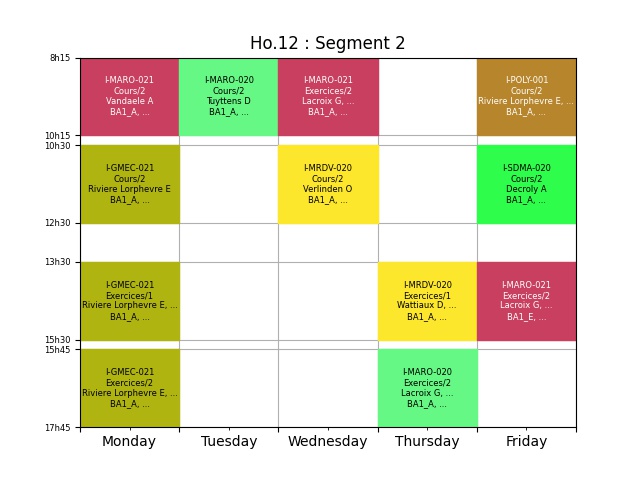 Ho.12 : Segment 2
8h15
I-MARO-021
Cours/2
Vandaele A
BA1_A, ...
I-MARO-020
Cours/2
Tuyttens D
BA1_A, ...
I-MARO-021
Exercices/2
Lacroix G, ...
BA1_A, ...
I-POLY-001
Cours/2
Riviere Lorphevre E, ...
BA1_A, ...
10h15
10h30
I-GMEC-021
Cours/2
Riviere Lorphevre E
BA1_A, ...
I-MRDV-020
Cours/2
Verlinden O
BA1_A, ...
I-SDMA-020
Cours/2
Decroly A
BA1_A, ...
12h30
13h30
I-GMEC-021
Exercices/1
Riviere Lorphevre E, ...
BA1_A, ...
I-MRDV-020
Exercices/1
Wattiaux D, ...
BA1_A, ...
I-MARO-021
Exercices/2
Lacroix G, ...
BA1_E, ...
15h30
15h45
I-GMEC-021
Exercices/2
Riviere Lorphevre E, ...
BA1_A, ...
I-MARO-020
Exercices/2
Lacroix G, ...
BA1_A, ...
17h45
Monday
Tuesday
Wednesday
Thursday
Friday